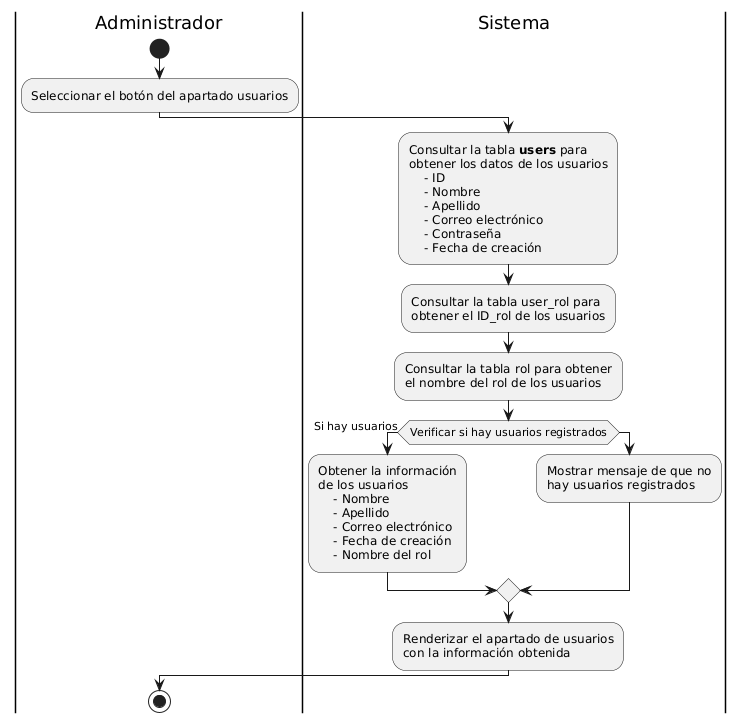 Administrador
Sistema
Seleccionar el botón del apartado usuarios
Consultar la tabla users para
obtener los datos de los usuarios
- ID
- Nombre
- Apellido
- Correo electrónico
- Contraseña
- Fecha de creación
Consultar la tabla user_rol para
obtener el ID_rol de los usuarios
Consultar la tabla rol para obtener
el nombre del rol de los usuarios
Si hay usuarios
Verificar si hay usuarios registrados
Obtener la información
de los usuarios
- Nombre
- Apellido
- Correo electrónico
- Fecha de creación
- Nombre del rol
Mostrar mensaje de que no
hay usuarios registrados
Renderizar el apartado de usuarios
con la información obtenida